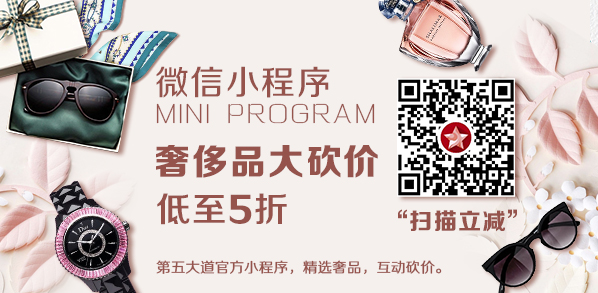 微信小程序
MINI PROGRAM
奢侈品大砍价
低至5折
“扫描立减”
第五大道官方小程序，精选奢品，互动砍价。
Dior